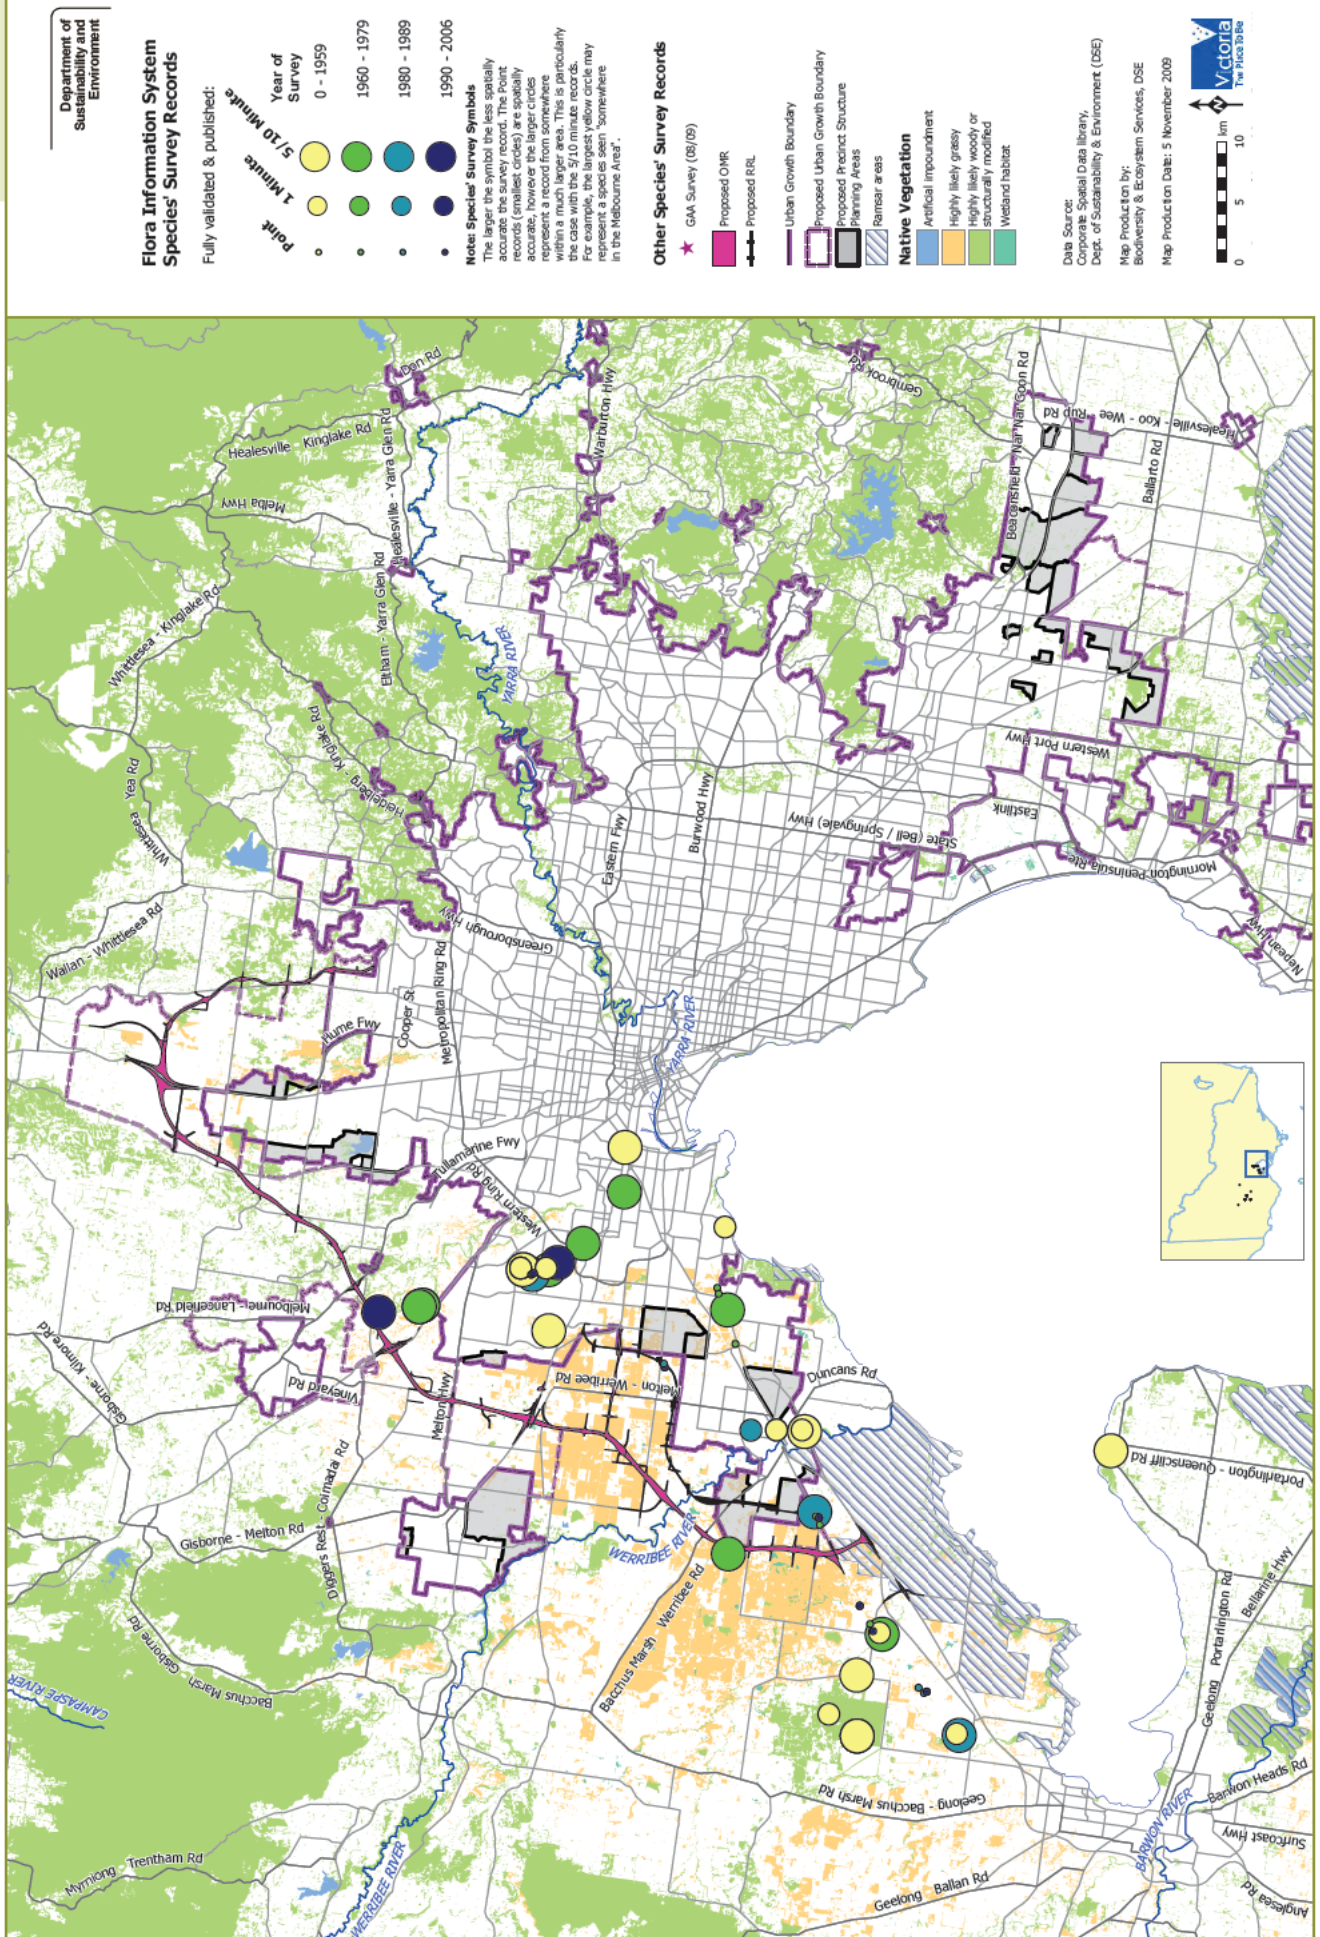 Department of
Sustainability and
Environment
Flora Information System
Species' Survey Records
Fully validated & published:
Point
1 Minute
5/10 Minute
Year of
Survey
0 - 1959
1960 - 1979
1980 - 1989
1990 - 2006
Note: Species' Survey Symbols
The larger the symbol the less spatially
accurate the survey record. The Point
records (smallest circles) are spatially
accurate, however the larger circles
represent a record from somewhere
within a much larger area. This is particularly
the case with the 5/10 minute records.
For example, the largest yellow circle may
represent a species seen "somewhere
in the Melbourne Area".
Other Species' Survey Records
GAA Survey (08/09)
Proposed OMR
Proposed RRL
Urban Growth Boundary
Proposed Urban Growth Boundary
Proposed Precinct Structure
Planning Areas
Ramsar areas
Native Vegetation
Artificial impoundment
Highly likely grassy
Highly likely woody or
structurally modified
Wetland habitat
Data Source:
Corporate Spatial Data library,
Dept. of Sustainability & Environment (DSE)
Map Production by:
Biodiversity & Ecosystem Services, DSE
Map Production Date: 5 November 2009
0
5
10
km
N
Victoria
The Place To Be
CAMPASPE RIVER
Myrniong Trentham Rd
WERRIBEE RIVER
Bacchus Marsh Gisborne Rd
Gisborne - Melton Rd
Diggers Rest - Coimadai Rd
Gisborne - Kilmore Rd
Vineyard Rd
Melbourne - Lancefield Rd
Melton Hwy
Melton - Werribee Rd
WERRIBEE RIVER
Bacchus Marsh Werribee Rd
Geelong - Bacchus Marsh Rd
Geelong Ballan Rd
BARWON RIVER
Barwon Heads Rd
Surfcoast Hwy
Anglesea Rd
Geelong Portarlington Rd
Bellarine Hwy
Portarlington - Queenscliff Rd
Duncans Rd
Western Ring Rd
Tullamarine Fwy
Hume Fwy
Cooper St
Metropolitan Ring Rd
Greensborough Hwy
Wallan - Whittlesea Rd
Whittlesea Yea Rd
Whittlesea - Kinglake Rd
Heidelberg - Kinglake Rd
Eltham - Yarra Glen Rd
Healesville - Yarra Glen Rd
Melba Hwy
Healesville Kinglake Rd
Don Rd
Warburton Hwy
YARRA RIVER
YARRA RIVER
Eastern Fwy
Burwood Hwy
State (Bell / Springvale) Hwy
Eastlink
Mornington Peninsula Rte
Nepean Hwy
Western Port Hwy
Gembrook Rd
Beaconsfield - Nar Nar Goon Rd
Healesville - Koo - Wee - Rup Rd
Ballarto Rd